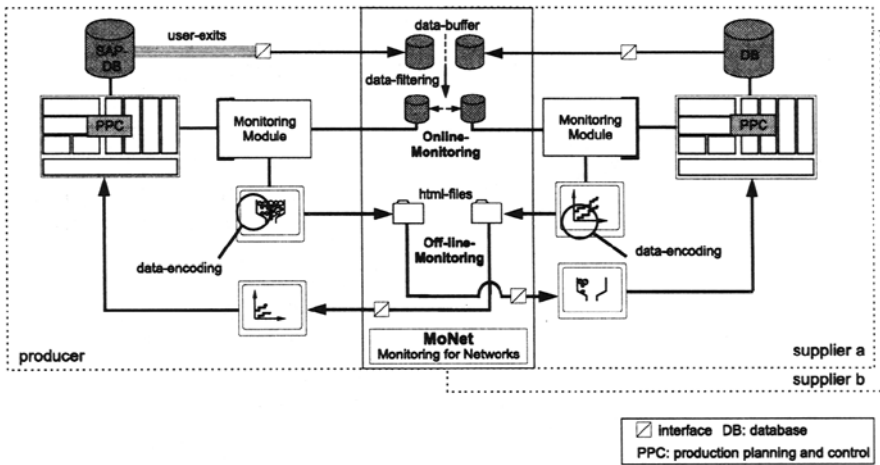 data-buffer
user-exits
SAP-
DB
DB
data-filtering
PPC
Monitoring
Module
Online-
Monitoring
Monitoring
Module
PPC
html-files
Off-line-
Monitoring
data-encoding
data-encoding
MoNet
Monitoring for Networks
producer
supplier a
supplier b
interface DB: database
PPC: production planning and control